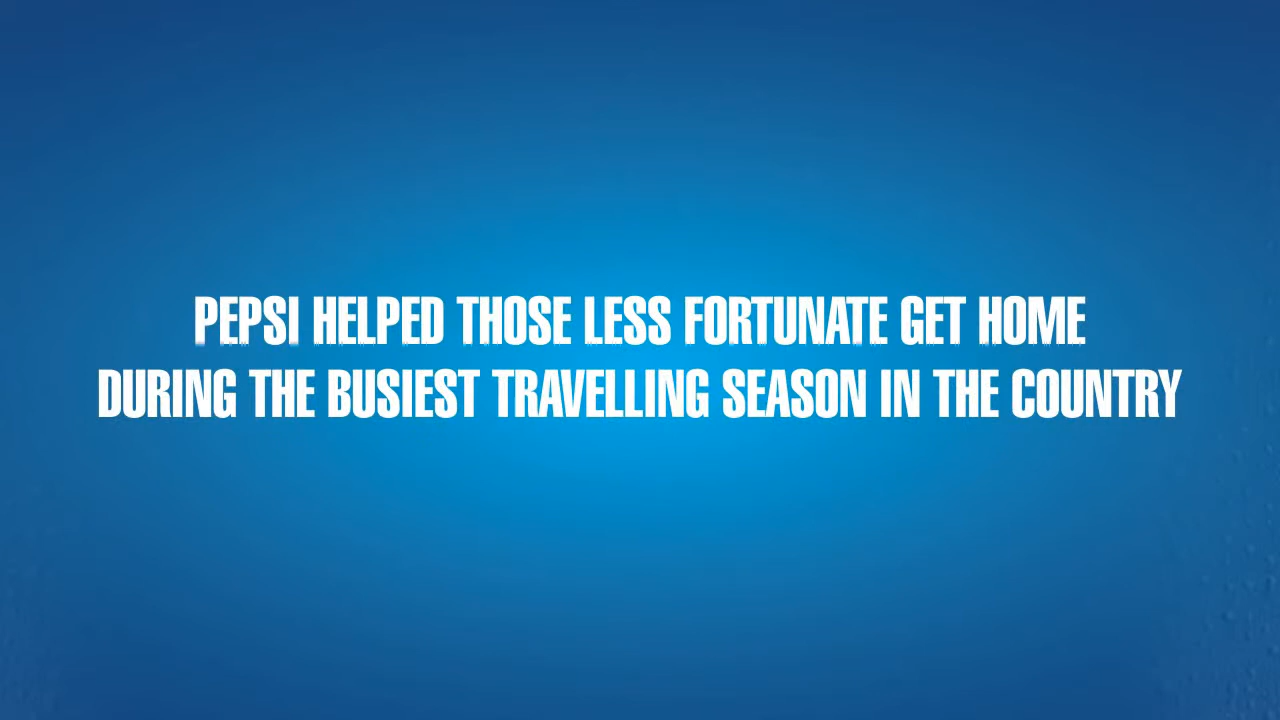 PEPSI HELPED THOSE LESS FORTUNATE GET HOME
DURING THE BUSIEST TRAVELLING SEASON IN THE COUNTRY